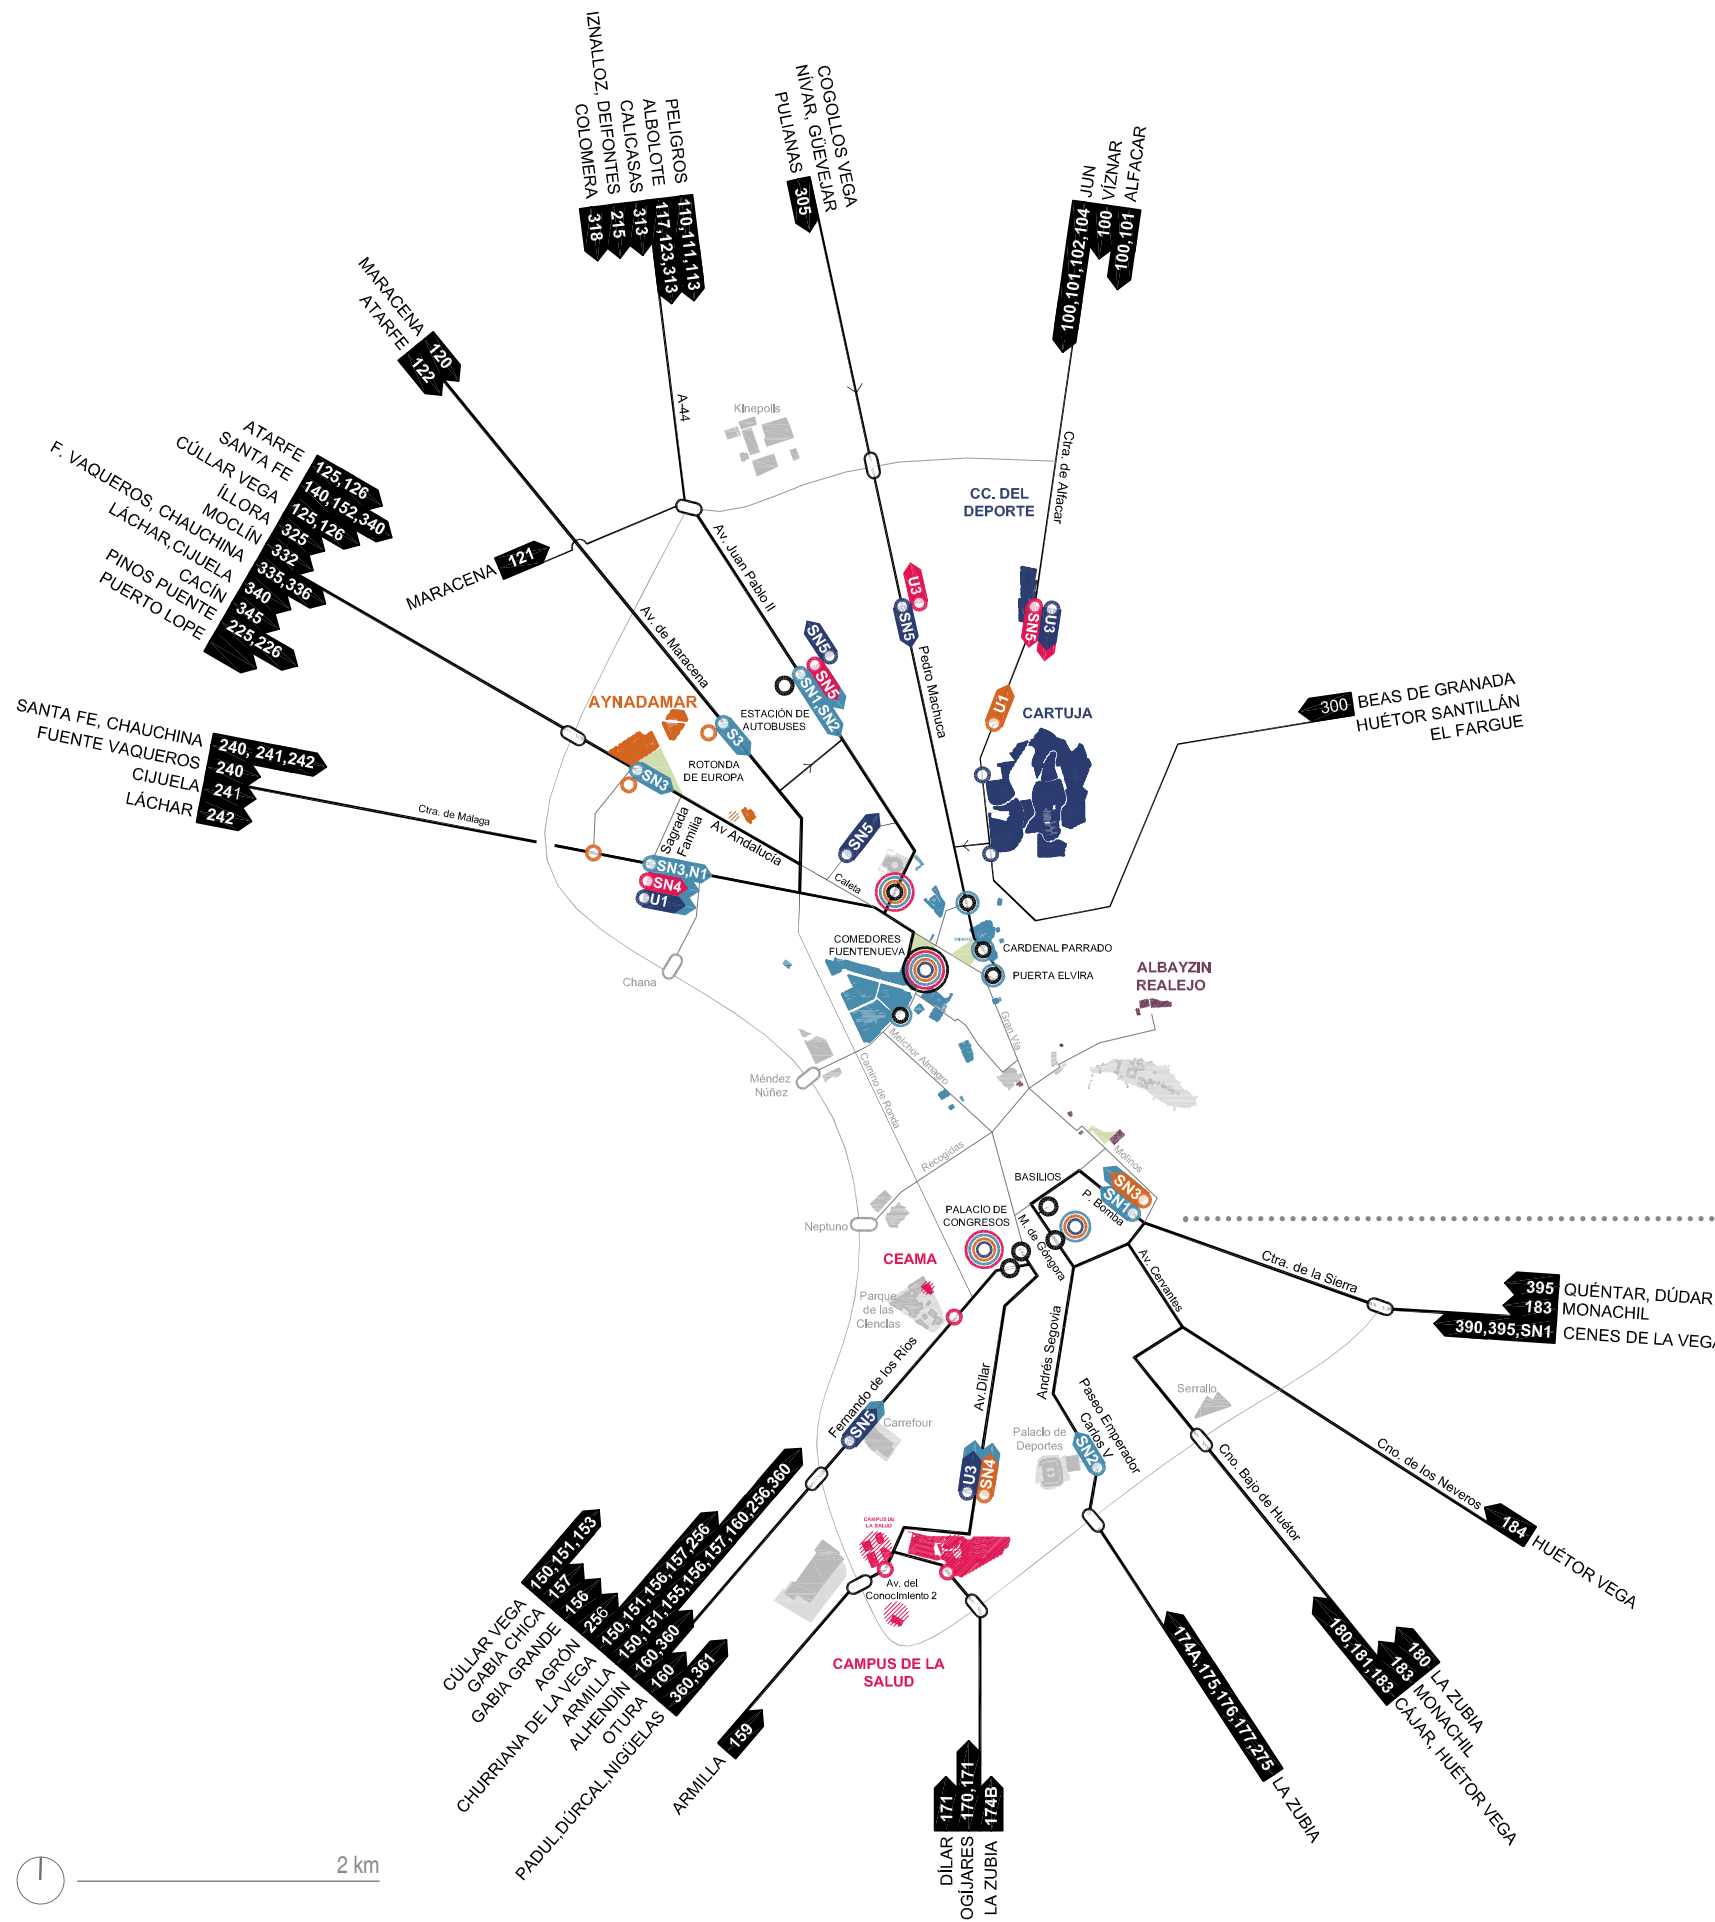 IZNALLOZ, DEIFONTES
COLOMERA
CALICASAS
ALBOLOTE
PELIGROS
318
215
313
117,123,313
110,111,113
COGOLLOS VEGA
NÍVAR, GÜEVEJAR
PULIANAS
305
JUN
VÍZNAR
ALFACAR
100,101,102,104
100
100,101
MARACENA
ATARFE
120
122
A-44
Kinepolis
Ctra. de Alfacar
CC. DEL
DEPORTE
ATARFE
SANTA FE
CÚLLAR VEGA
ÍLLORA
MOCLÍN
F. VAQUEROS, CHAUCHINA
LÁCHAR,CIJUELA
CACÍN
PINOS PUENTE
PUERTO LOPE
125,126
140,152,340
125,126
325
332
335,336
340
345
225,226
MARACENA
121
Av. Juan Pablo II
Av. de Maracena
Pedro Machuca
U3
SN5
SN5
U3
SN5
SN5
SN1,SN2
U1
CARTUJA
300
BEAS DE GRANADA
HUÉTOR SANTILLÁN
EL FARGUE
AYNADAMAR
ESTACIÓN DE
AUTOBUSES
S3
ROTONDA
DE EUROPA
SN3
SANTA FE, CHAUCHINA
FUENTE VAQUEROS
CIJUELA
LÁCHAR
240, 241,242
240
241
242
Ctra. de Málaga
Sagrada
Familia
Av Andalucía
SN5
Caleta
SN3,N1
SN4
U1
COMEDORES
FUENTENUEVA
TRIUNFO
CARDENAL PARRADO
PUERTA ELVIRA
ALBAYZIN
REALEJO
Chana
Gran Vía
Melchor Almagro
Camino de Ronda
Méndez
Núñez
Recogidas
Molinos
BASILIOS
SN3
SN1
P. Bomba
Neptuno
PALACIO DE
CONGRESOS
M. de Góngora
CEAMA
Parque
de las
Ciencias
Av. Cervantes
Ctra. de la Sierra
395
183
390,395,SN1
QUÉNTAR, DÚDAR
MONACHIL
CENES DE LA VEGA
Fernando de los Ríos
Av.Dílar
Andrés Segovia
Serrallo
Paseo Emperador
Carlos V
SN5
Carrefour
Palacio de
Deportes
SN2
U3
SN4
Cno. de los Neveros
Cno. Bajo de Huétor
184
HUÉTOR VEGA
CAMPUS DE
LA SALUD
Av. del
Conocimiento 2
CAMPUS DE LA
SALUD
150,151,153
157
156
256
150,151,156,157,256
150,151,155,156,157,160,256,360
160,360
160
360,361
CÚLLAR VEGA
GABIA CHICA
GABIA GRANDE
AGRÓN
CHURRIANA DE LA VEGA
ARMILLA
ALHENDÍN
OTURA
PADUL,DÚRCAL,NIGÜELAS
159
ARMILLA
171
170,171
174B
DÍLAR
OGÍJARES
LA ZUBIA
174A,175,176,177,275
LA ZUBIA
180,181,183
183
180
LA ZUBIA
MONACHIL
CÁJAR, HUÉTOR VEGA
2 km